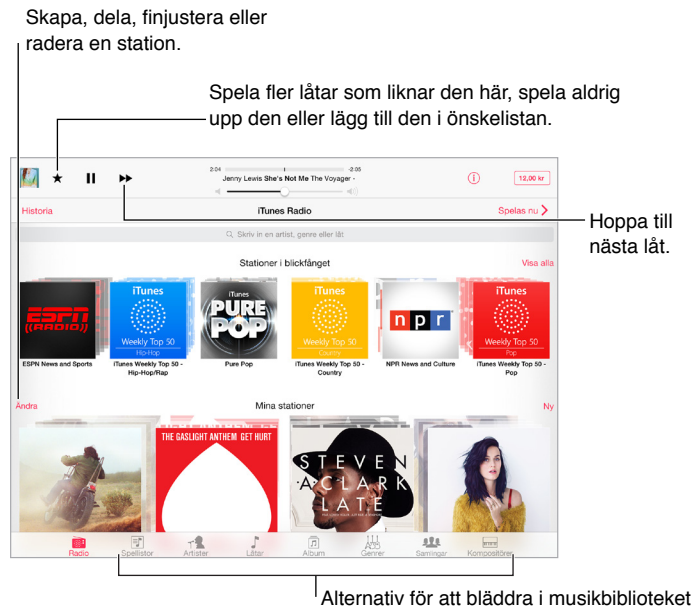 Skapa, dela, finjustera eller
radera en station.
Spela fler låtar som liknar den här, spela aldrig
upp den eller lägg till den i önskelistan.
2:04 -2:05
Jenny Lewis She's Not Me The Voyager -
12,00 kr
Historia iTunes Radio Spelas nu
Hoppa till
nästa låt.
Skriv in en artist, genre eller låt
Stationer i blickfånget Visa alla
ESPN
((RADIO))
iTunes
Weekly Top 50
Hip-Hop
iTunes
PURE
POP
iTunes
Weekly Top 50
Country
npr
iTunes
Weekly Top 50
Pop
ESPN News and Sports
iTunes Weekly Top 50 -
Hip-Hop/Rap
Pure Pop
iTunes Weekly Top 50 -
Country
NPR News and Culture
iTunes Weekly Top 50 -
Pop
Ändra Mina stationer Ny
THE GASLIGHT ANTHEM GET HURT
STEVEN
A CLARK
LATE
Radio Spellistor Artister Låtar Album Genrer Samlingar Kompositörer
Alternativ för att bläddra i musikbiblioteket